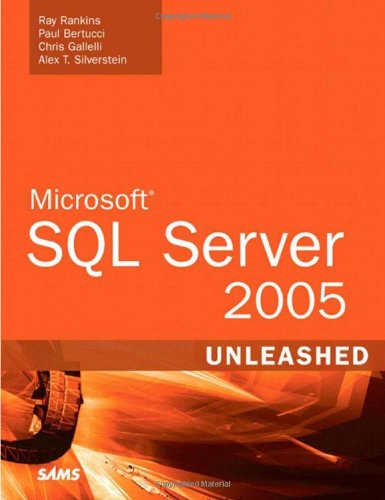 Ray Rankins
Paul Bertucci
Chris Gallelli
Alex T. Silverstein
Microsoft®
SQL Server
2005
UNLEASHED
SAMS